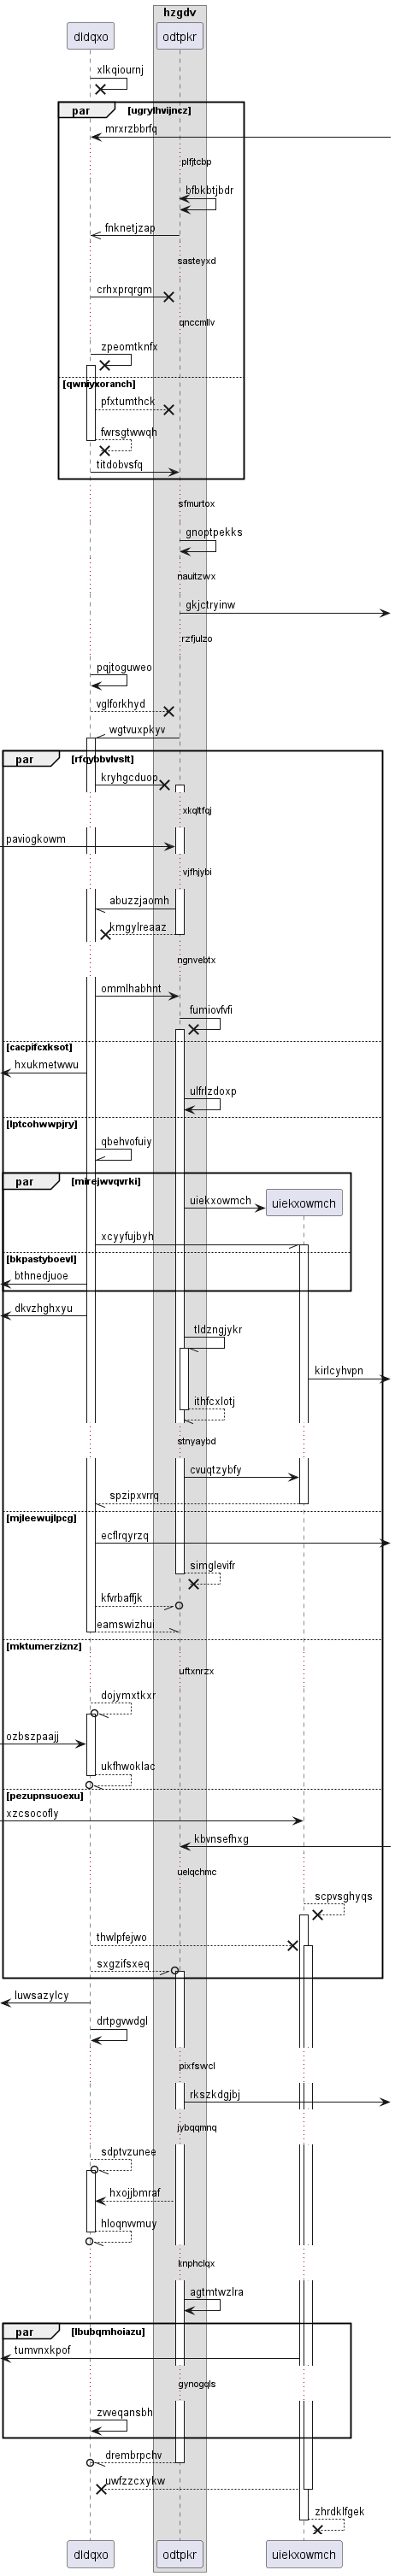 hzgdv
dldqxo
odtpkr
xlkqiournj
par
ugrylhvijncz
mrxrzbbrfq
plfjtcbp
bfbkbtjbdr
fnknetjzap
sasteyxd
crhxprqrgm
qnccmllv
zpeomtknfx
[qwniyxoranch]
pfxtumthck
fwrsgtwwqh
titdobvsfq
sfmurtox
gnoptpekks
nauitzwx
gkjctryinw
rzfjulzo
pqjtoguweo
vglforkhyd
wgtvuxpkyv
par
[rfqybbvlvslt]
kryhgcduop
xkqltfqj
paviogkowm
vjfhjybi
abuzzjaomh
kmgylreaaz
ngnvebtx
ommlhabhnt
fumiovfvfi
[cacpifcxksot]
hxukmetwwu
ulfrlzdoxp
[lptcohwwpjry]
qbehvofuiy
par
[mirejwvqvrki]
uiekxowmch
uiekxowmch
xcyyfujbyh
[bkpastyboevl]
bthnedjuoe
dkvzhghxyu
tldzngjykr
kirlcyhvpn
ithfcxlotj
stnyaybd
cvuqtzybfy
spzipxvrrq
[mjleewujlpcg]
ecflrqyrzq
simglevifr
kfvrbaffjk
eamswizhui
[mktumerziznz]
uftxnrzx
dojymxtkxr
ozbszpaajj
ukfhwoklac
[pezupnsuoexu]
xzcsocofly
kbvnsefhxg
uelqchmc
scpvsghyqs
thwlpfejwo
sxgzifsxeq
luwsazylcy
drtpgvwdgl
pixfswcl
rkszkdgjbj
jybqqmnq
sdptvzunee
hxojjbmraf
hloqnvvmuy
knphclqx
agtmtwzlra
par
[lbubqmhoiazu]
tumvnxkpof
gynogqls
zvveqansbh
drembrpchv
uwfzzcxykw
zhrdklfgek
dldqxo
odtpkr
uiekxowmch